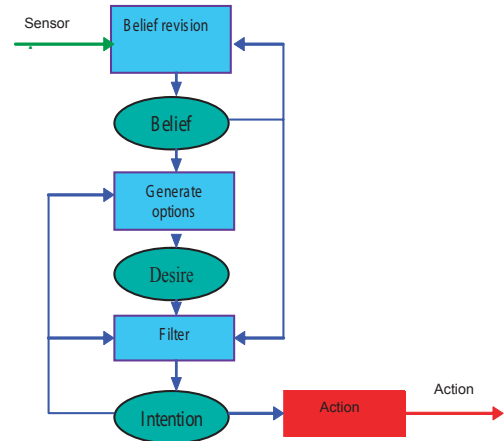 Sensor
Belief revision
Belief
Generate
options
Desire
Filter
Intention
Action
Action